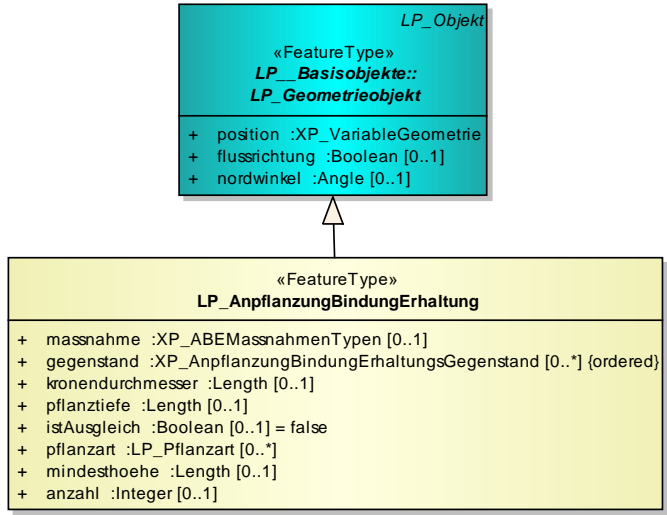 LP_Objekt
«FeatureType»
LP__Basisobjekte::
LP_Geometrieobjekt
+ position :XP_VariableGeometrie
+ flussrichtung :Boolean [0..1]
+ nordwinkel :Angle [0..1]
«FeatureType»
LP_AnpflanzungBindungErhaltung
+ massnahme :XP_ABEMassnahmenTypen [0..1]
+ gegenstand :XP_AnpflanzungBindungErhaltungsGegenstand [0..*] {ordered}
+ kronendurchmesser :Length [0..1]
+ pflanztiefe :Length [0..1]
+ istAusgleich :Boolean [0..1] = false
+ pflanzart :LP_Pflanzart [0..*]
+ mindesthoehe :Length [0..1]
+ anzahl :Integer [0..1]